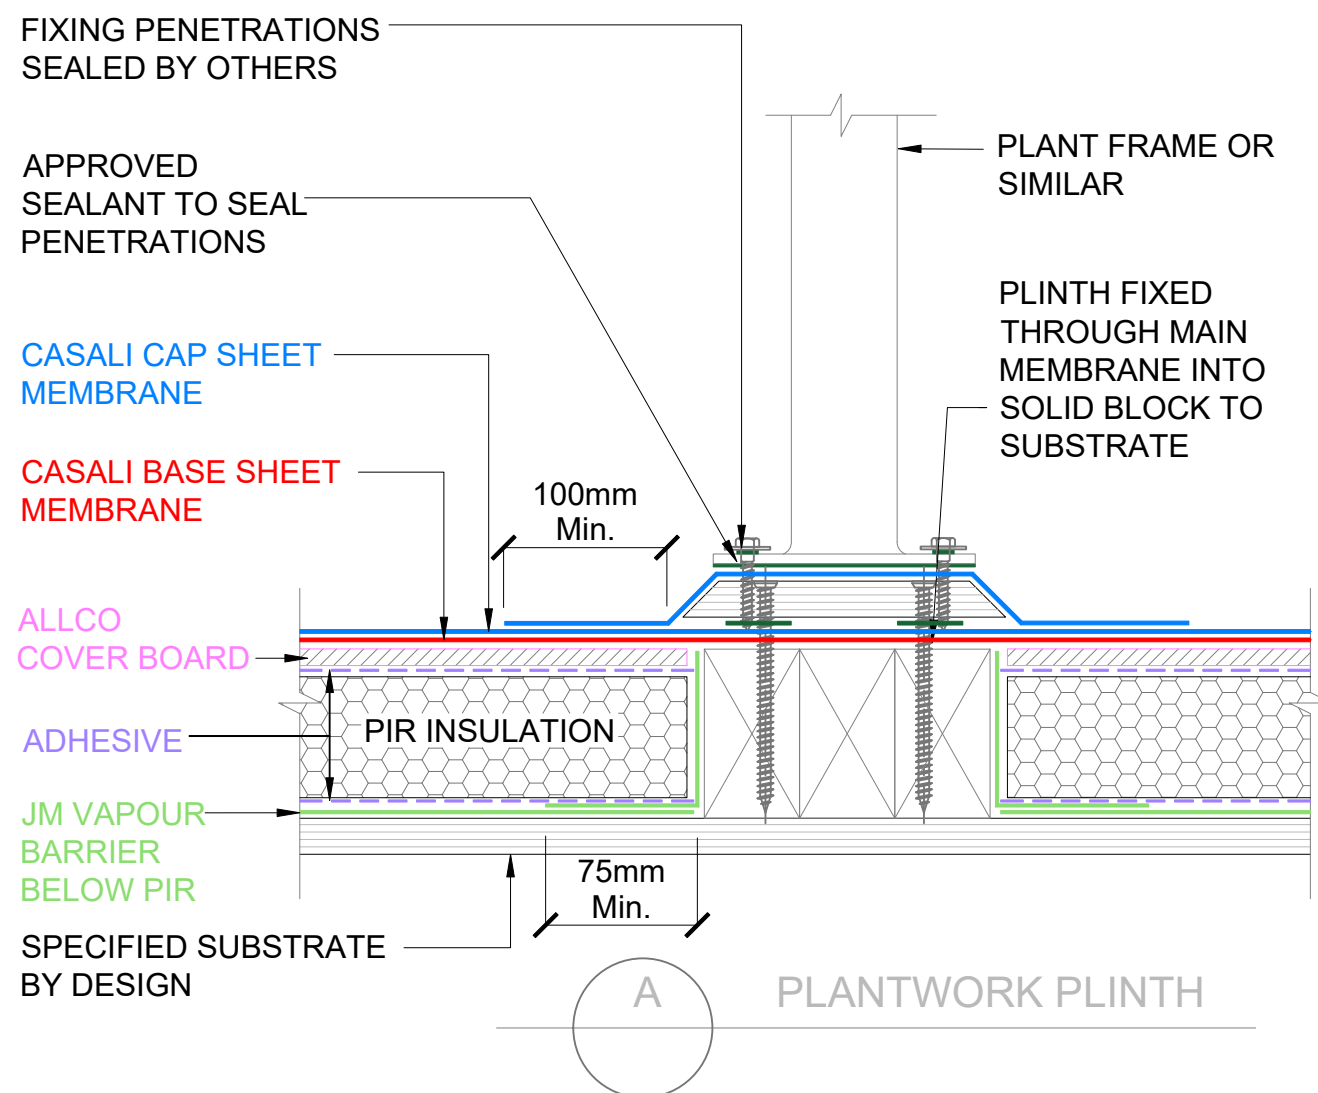 FIXING PENETRATIONS
SEALED BY OTHERS
APPROVED
SEALANT TO SEAL
PENETRATIONS
PLANT FRAME OR
SIMILAR
PLINTH FIXED
THROUGH MAIN
MEMBRANE INTO
SOLID BLOCK TO
SUBSTRATE
CASALI CAP SHEET
MEMBRANE
CASALI BASE SHEET
MEMBRANE
100mm
Min.
ALLCO
COVER BOARD
ADHESIVE
PIR INSULATION
JM VAPOUR
BARRIER
BELOW PIR
75mm
Min.
SPECIFIED SUBSTRATE
BY DESIGN
A
PLANTWORK PLINTH